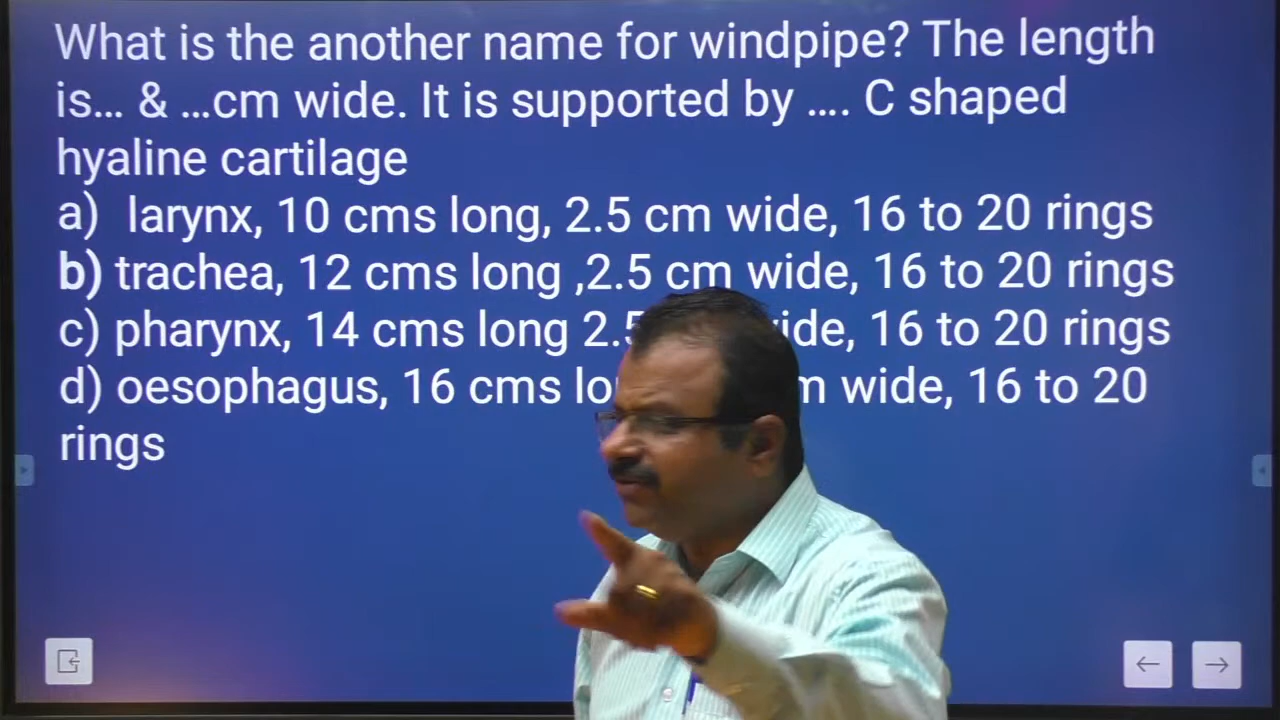 What is the another name for windpipe? The length
is... & ...cm wide. It is supported by .... C shaped
hyaline cartilage
a) larynx, 10 cms long, 2.5 cm wide, 16 to 20 rings
b) trachea, 12 cms long ,2.5 cm wide, 16 to 20 rings
c) pharynx, 14 cms long 2.5 wide, 16 to 20 rings
d) oesophagus, 16 cms wide, 16 to 20
rings